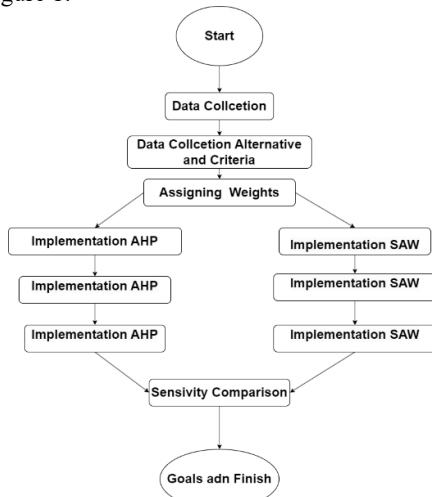 gure 1.
Start
Data Collcetion
Data Collcetion Alternative
and Criteria
Assigning Weights
Implementation AHP
Implementation SAW
Implementation AHP
Implementation SAW
Implementation AHP
Implementation SAW
Sensivity Comparison
Goals adn Finish